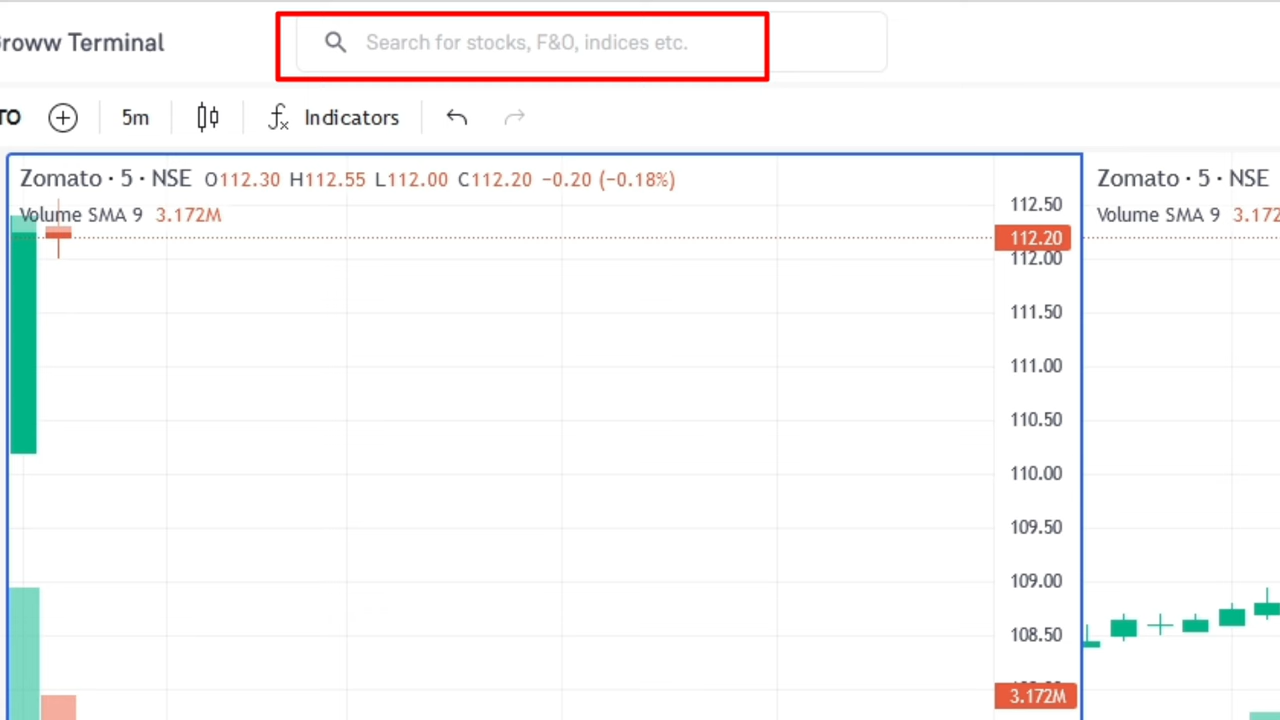 roww Terminal
Search for stocks, F&O, indices etc.
TO 5m Indicators
Zomato · 5 · NSE O112.30 H112.55 L112.00 C112.20 −0.20 (−0.18%)
Volume SMA 9 3.172M
Zomato · 5 · NSE
Volume SMA 9 3.172
112.50
112.20
112.00
111.50
111.00
110.50
110.00
109.50
109.00
108.50
3.172M